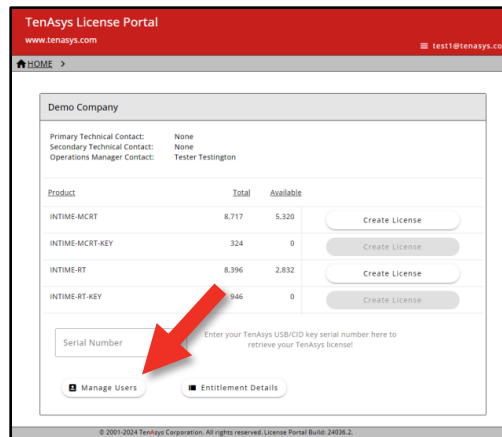 TenAsys License Portal
www.tenasys.com
test1@tenasys.co
HOME >
Demo Company
Primary Technical Contact: None
Secondary Technical Contact: None
Operations Manager Contact: Tester Testington
Product Total Available
INTIME-MCRT 8,717 5,320 Create License
INTIME-MCRT-KEY 324 0 Create License
INTIME-RT 8,396 2,832 Create License
INTIME-RT-KEY 946 0 Create License
Serial Number
Enter your TenAsys USB/CID key serial number here to
retrieve your TenAsys license!
Manage Users Entitlement Details
© 2001-2024 TenAsys Corporation. All rights reserved. License Portal Build: 24036.2.